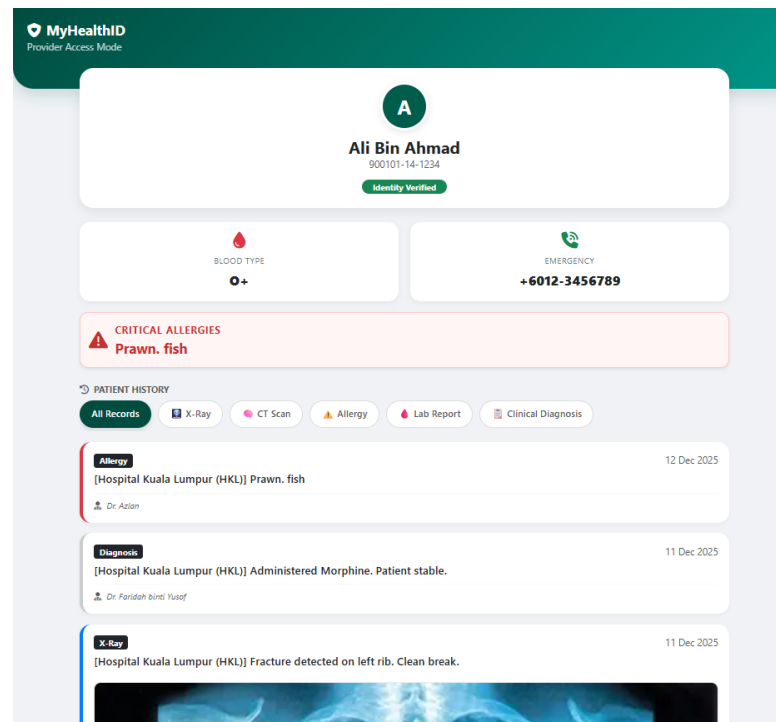 MyHealthID
Provider Access Mode
A
Ali Bin Ahmad
900101-14-1234
Identity Verified
BLOOD TYPE
O+
EMERGENCY
+6012-3456789
CRITICAL ALLERGIES
Prawn. fish
PATIENT HISTORY
All Records
X-Ray
CT Scan
Allergy
Lab Report
Clinical Diagnosis
Allergy
12 Dec 2025
[Hospital Kuala Lumpur (HKL)] Prawn. fish
Dr. Azlan
Diagnosis
11 Dec 2025
[Hospital Kuala Lumpur (HKL)] Administered Morphine. Patient stable.
Dr. Faridah binti Yusof
X-Ray
11 Dec 2025
[Hospital Kuala Lumpur (HKL)] Fracture detected on left rib. Clean break.